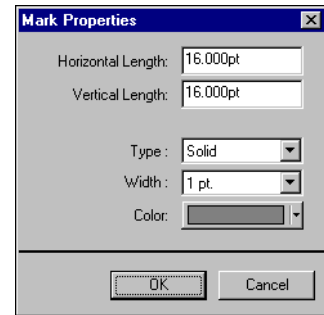 Mark Properties
Horizontal Length: 16.000pt
Vertical Length: 16.000pt
Type : Solid
Width : 1 pt.
Color:
OK Cancel